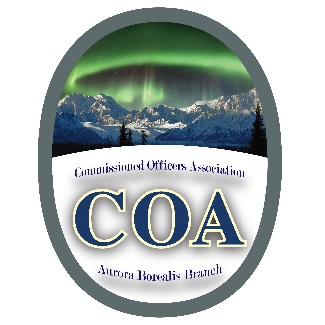 Commissioned Officers Association
COA
Aurora Borealis Branch